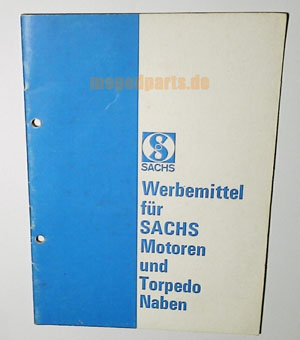 mopedparts.de
SACHS
Werbemittel
für
SACHS
Motoren
und
Torpedo
Naben